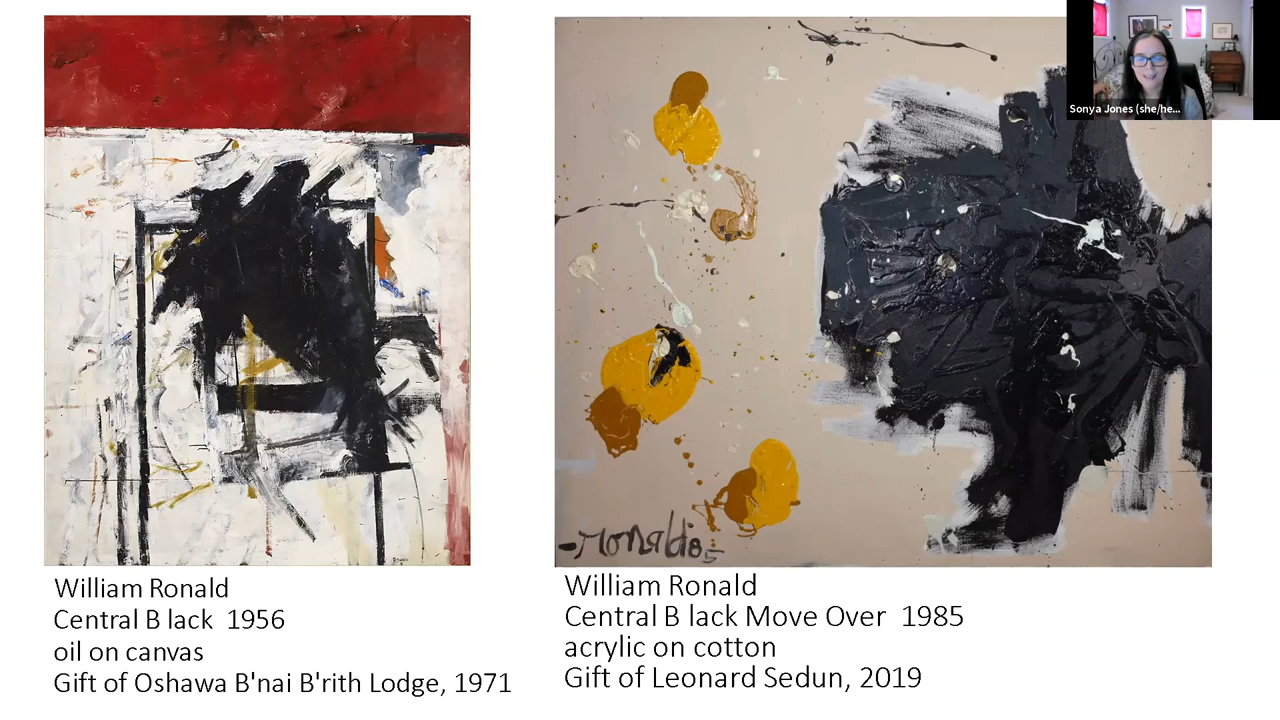 Sonya Jones (she/he...
-Ronald85
William Ronald
Central B lack 1956
oil on canvas
Gift of Oshawa B'nai B'rith Lodge, 1971
William Ronald
Central B lack Move Over 1985
acrylic on cotton
Gift of Leonard Sedun, 2019